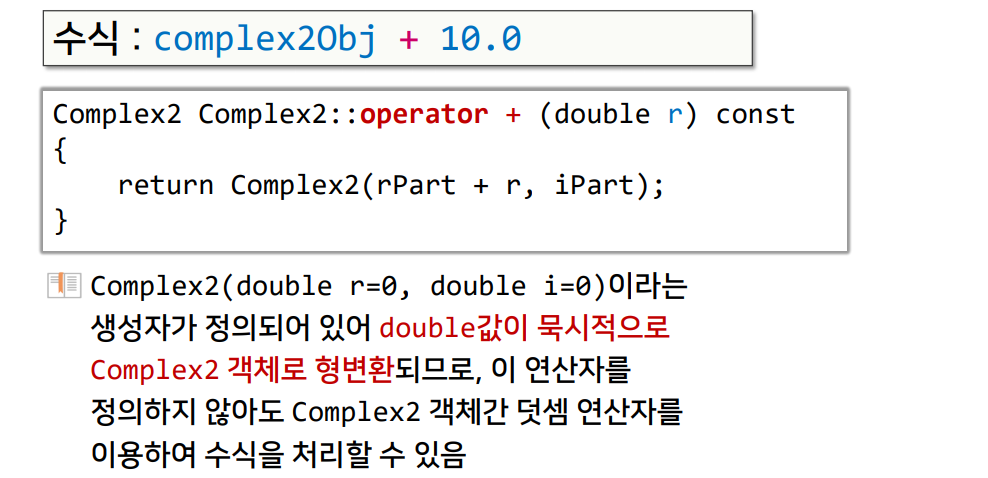 수식 : complex2Obj + 10.0
Complex2 Complex2::operator + (double r) const
{
    return Complex2(rPart + r, iPart);
}
Complex2(double r=0, double i=0)이라는
생성자가 정의되어 있어 double값이 묵시적으로
Complex2 객체로 형변환되므로, 이 연산자를
정의하지 않아도 Complex2 객체간 덧셈 연산자를
이용하여 수식을 처리할 수 있음